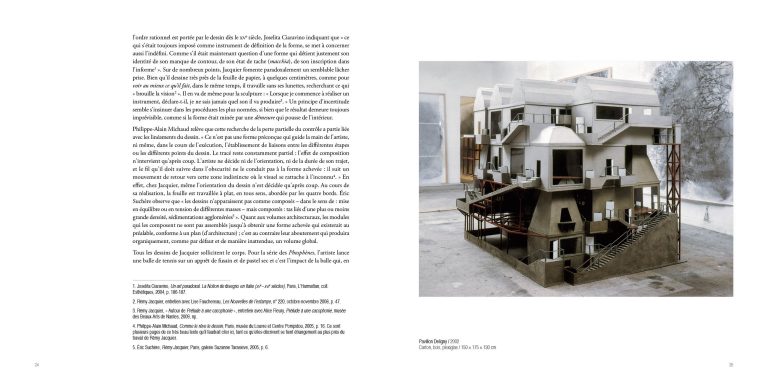 l'ordre rationnel est portée par le dessin dès le XVe siècle, Joselita Ciaravino indiquant que « ce
qui s'était toujours imposé comme instrument de définition de la forme, se met à concerner
aussi l'indéfini. Comme s'il était maintenant question d'une forme qui détient justement son
identité de son manque de contour, de son état de tache (macchia), de son inscription dans
l'informe1 ». Sur de nombreux points, Jacquier fomente paradoxalement un semblable lâcher
prise. Bien qu'il dessine très près de la feuille de papier, à quelques centimètres, comme pour
voir au mieux ce qu'il fait, dans le même temps, il travaille sans ses lunettes, recherchant ce qui
« brouille la vision2 ». Il en va de même pour la sculpture : « Lorsque je commence à réaliser un
instrument, déclare-t-il, je ne sais jamais quel son il va produire3. » Un principe d'incertitude
semble s'insinuer dans les procédures les plus normées, si bien que le résultat demeure toujours
imprévisible, comme si la forme était minée par une démesure qui pousse de l'intérieur.
Philippe-Alain Michaud relève que cette recherche de la perte partielle du contrôle a partie liée
avec les linéaments du dessin. « Ce n'est pas une forme préconçue qui guide la main de l'artiste,
ni même, dans le cours de l'exécution, l'établissement de liaisons entre les différentes étapes
ou les différents points du dessin. Le tracé reste constamment partiel : l'effet de composition
n'intervient qu'après coup. L'artiste ne décide ni de l'orientation, ni de la durée de son trajet,
et le fil qu'il doit suivre dans l'obscurité ne le conduit pas à la forme achevée : il suit un
mouvement de retour vers cette zone indistincte où le visuel se rattache à l'inconnu4. » En
effet, chez Jacquier, même l'orientation du dessin n'est décidée qu'après coup. Au cours de
sa réalisation, la feuille est travaillée à plat, en tous sens, abordée par les quatre bords. Éric
Suchère observe que « les dessins n'apparaissent pas comme composés – dans le sens de : mise
en équilibre ou en tension de différentes masses – mais compostés : tas liés d'une plus ou moins
grande densité, sédimentations agglomérées5 ». Quant aux volumes architecturaux, les modules
qui les composent ne sont pas assemblés jusqu'à obtenir une forme achevée qui existerait au
préalable, conforme à un plan (d'architecture) ; c'est au contraire leur aboutement qui produira
organiquement, comme par défaut et de manière inattendue, un volume global.
Tous les dessins de Jacquier sollicitent le corps. Pour la série des Phosphènes, l'artiste lance
une balle de tennis sur un apprêt de fusain et de pastel sec et c'est l'impact de la balle qui, en
1. Joselita Ciaravino, Un art paradoxal. La Notion de disegno en Italie (XVe-XVIe siècles), Paris, L'Harmattan, coll.
Esthétiques, 2004, p. 186-187.
2. Rémy Jacquier, entretien avec Lise Fauchereau, Les Nouvelles de l'estampe, n° 220, octobre-novembre 2008, p. 47.
3. Rémy Jacquier, « Autour de Prélude à une cacophonie », entretien avec Alice Fleury, Prélude à une cacophonie, musée
des Beaux-Arts de Nantes, 2009, np.
4. Philippe-Alain Michaud, Comme le rêve le dessin, Paris, musée du Louvre et Centre Pompidou, 2005, p. 16. Ce sont
plusieurs pages de ce très beau texte qu'il faudrait citer ici, tant ce qu'elles décrivent va tient étrangement au plus près du
travail de Rémy Jacquier.
5. Éric Suchère, Rémy Jacquier, Paris, galerie Suzanne Tarasieve, 2005, p. 6.
24
Pavillon Deligny / 2002
Carton, bois, plexiglas / 150 x 175 x 130 cm
25